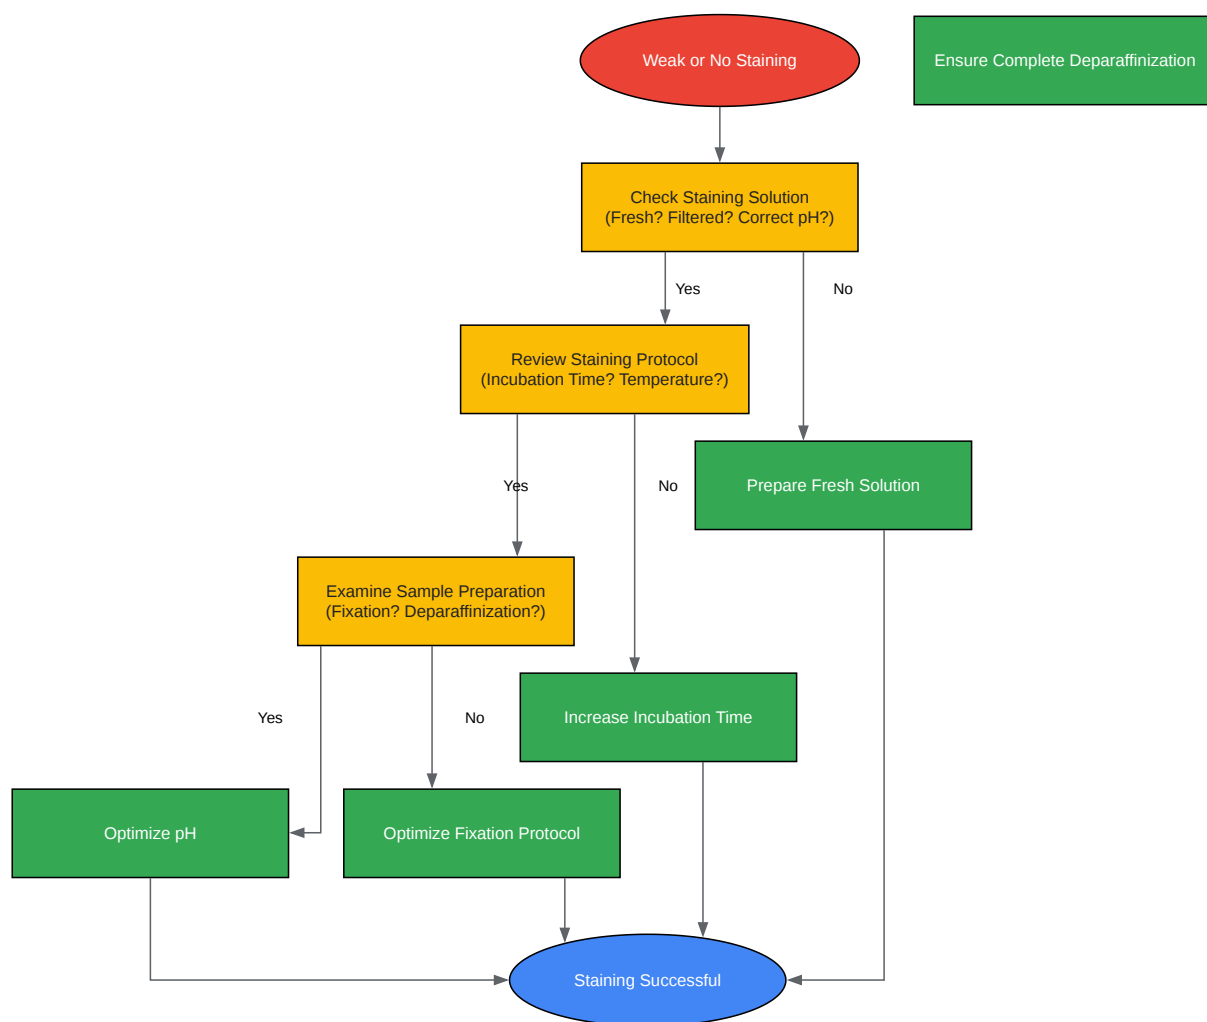 Weak or No Staining
Ensure Complete Deparaffinization
Check Staining Solution
(Fresh? Filtered? Correct pH?)
Yes
No
Review Staining Protocol
(Incubation Time? Temperature?)
Yes
No
Prepare Fresh Solution
Examine Sample Preparation
(Fixation? Deparaffinization?)
Yes
No
Increase Incubation Time
Optimize pH
Optimize Fixation Protocol
Staining Successful